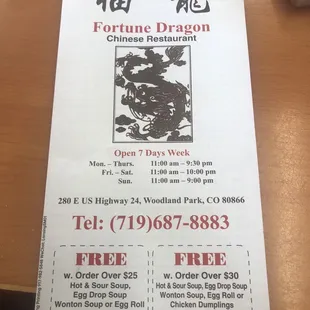 福 龍
Fortune Dragon
Chinese Restaurant
Open 7 Days Week
Mon. – Thurs. 11:00 am – 9:30 pm
Fri. – Sat. 11:00 am – 10:00 pm
Sun. 11:00 am – 9:00 pm
280 E US Highway 24, Woodland Park, CO 80866
Tel: (719)687-8883
FREE
w. Order Over $25
Hot & Sour Soup,
Egg Drop Soup
Wonton Soup or Egg Roll
FREE
w. Order Over $30
Hot & Sour Soup, Egg Drop Soup
Wonton Soup, Egg Roll or
Chicken Dumplings